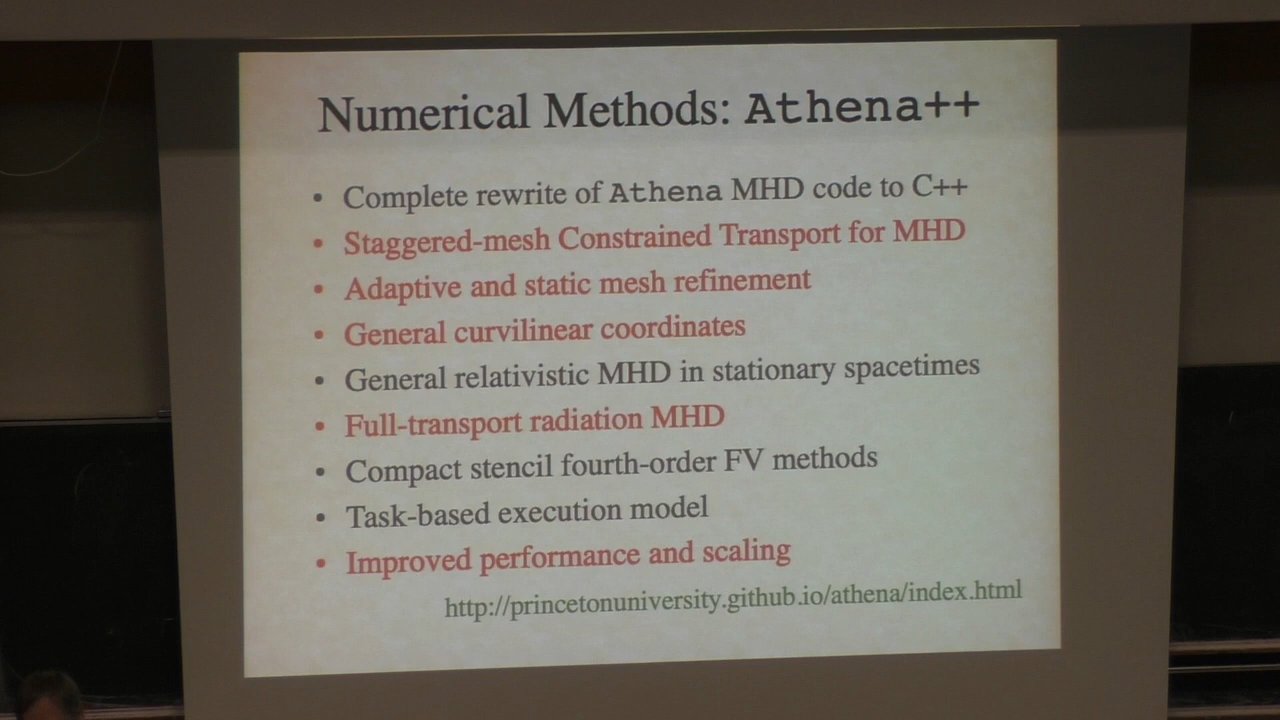 Numerical Methods: Athena++
• Complete rewrite of Athena MHD code to C++
• Staggered-mesh Constrained Transport for MHD
• Adaptive and static mesh refinement
• General curvilinear coordinates
• General relativistic MHD in stationary spacetimes
• Full-transport radiation MHD
• Compact stencil fourth-order FV methods
• Task-based execution model
• Improved performance and scaling
http://princetonuniversity.github.io/athena/index.html